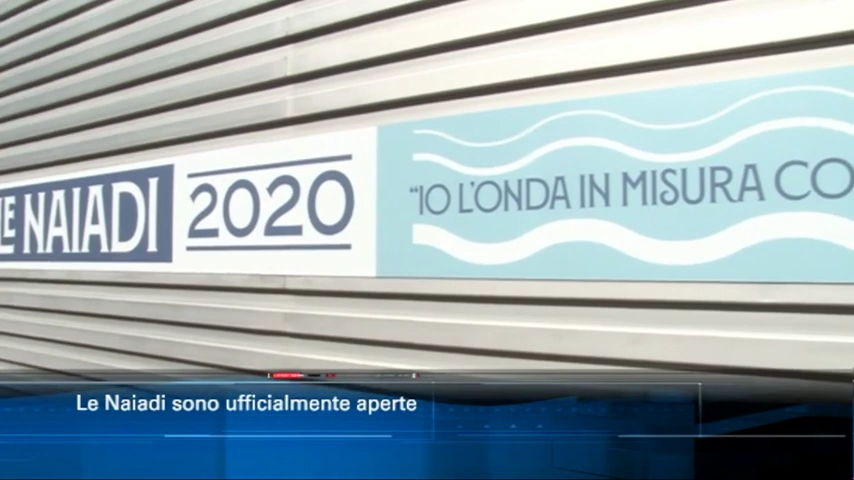 LE NAIADI
2020
"IO L'ONDA IN MISURA CO
Le Naiadi sono ufficialmente aperte